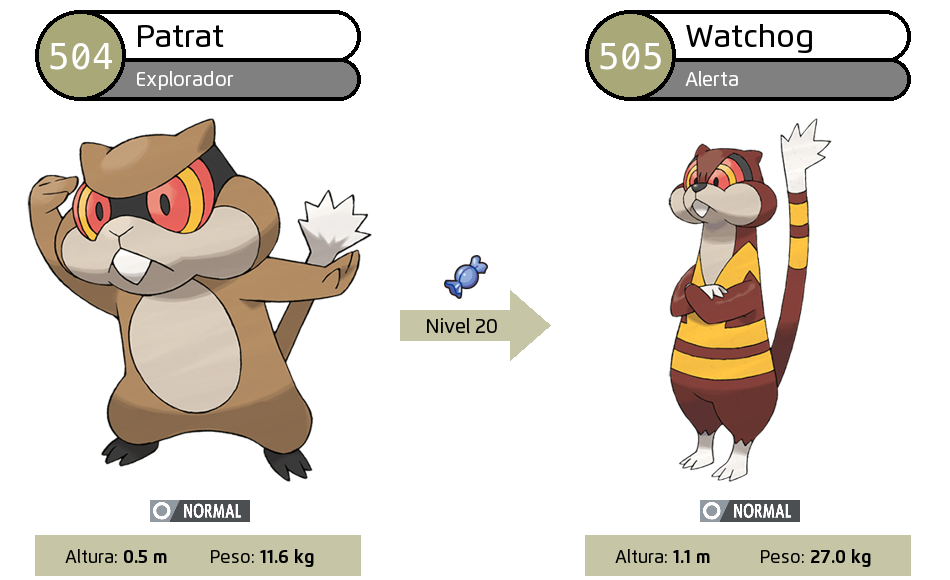 504
Patrat
Explorador
505
Watchog
Alerta
Nivel 20
NORMAL
NORMAL
Altura: 0.5 m Peso: 11.6 kg
Altura: 1.1 m Peso: 27.0 kg